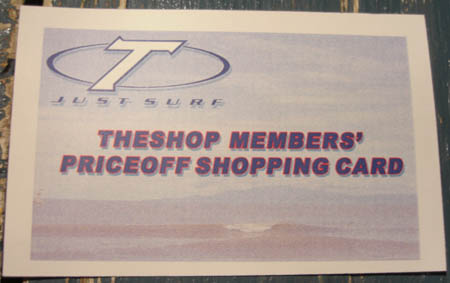 T
JUST SURF
THESHOP MEMBERS'
PRICEOFF SHOPPING CARD